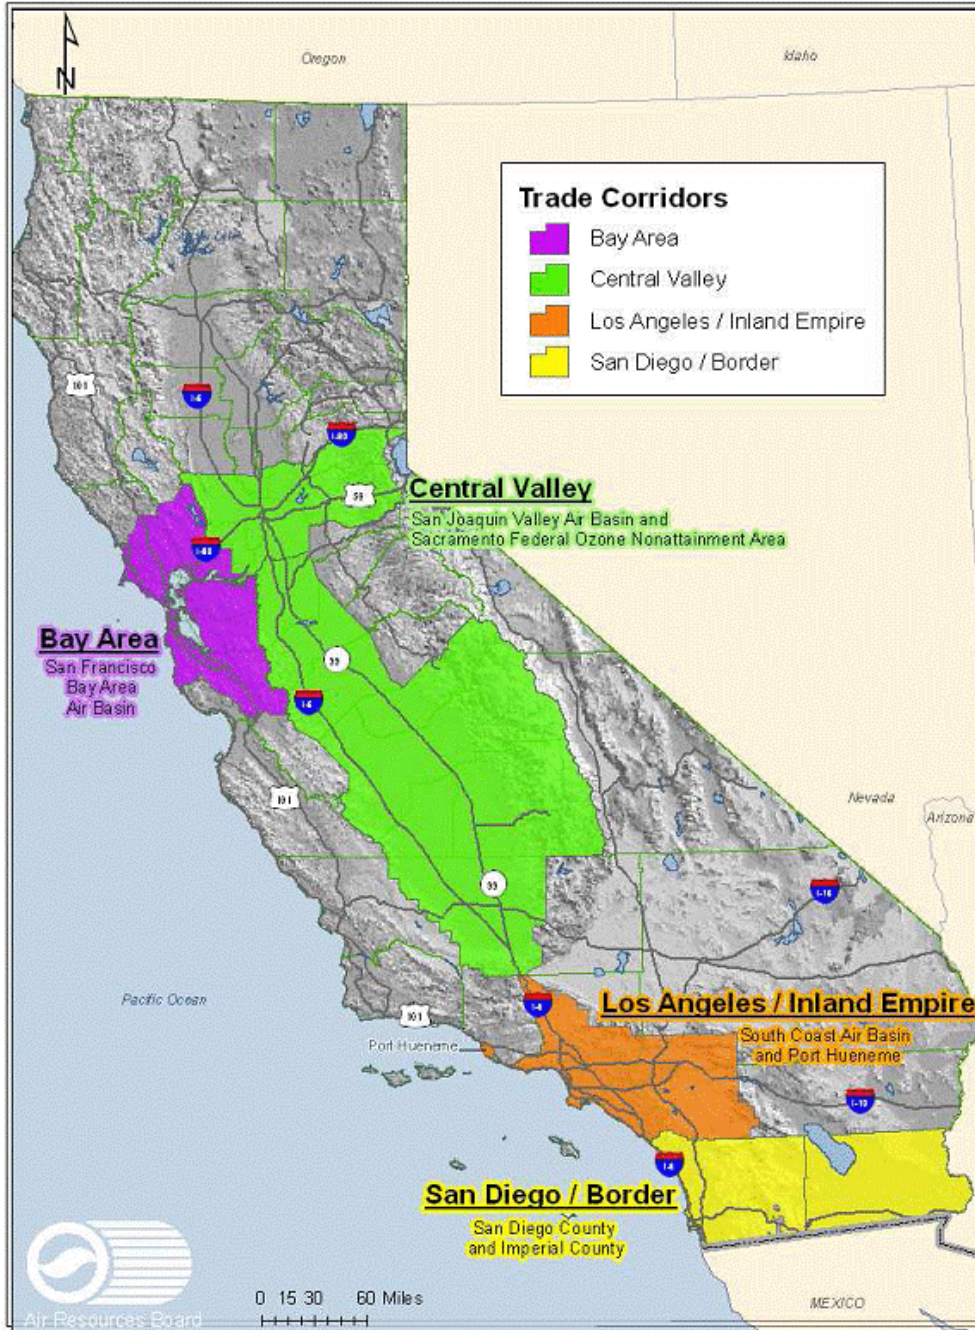 Oregon
Idaho
N
Trade Corridors
Bay Area
Central Valley
Los Angeles / Inland Empire
San Diego / Border
101
I-5
I-80
50
Central Valley
San Joaquin Valley Air Basin and
Sacramento Federal Ozone Nonattainment Area
I-80
Bay Area
San Francisco
Bay Area
Air Basin
99
I-5
101
Nevada
Arizona
99
I-15
Pacific Ocean
I-5
Los Angeles / Inland Empire
South Coast Air Basin
and Port Hueneme
101
Port Hueneme
I-10
I-5
San Diego / Border
San Diego County
and Imperial County
0 15 30 60 Miles
MEXICO
Air Resources Board